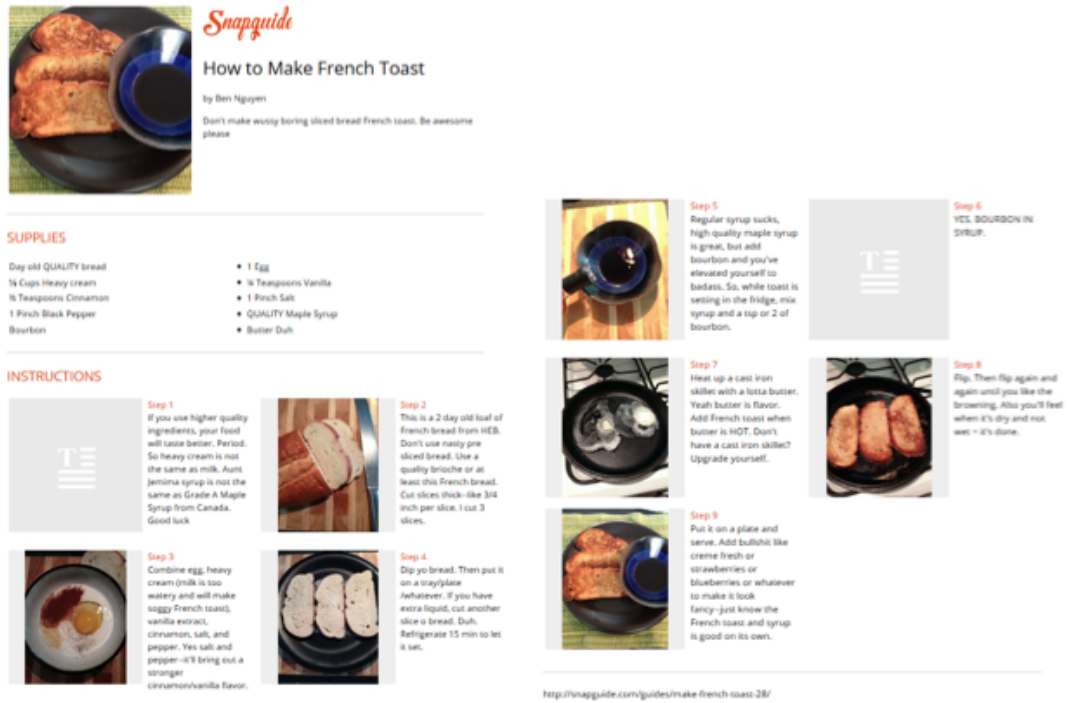 Snapguide
How to Make French Toast
by Ben Nguyen
Don't make wussy boring sliced bread French toast. Be awesome
please
SUPPLIES
Day old QUALITY bread
Cups Heavy cream
½ Teaspoons Cinnamon
1 Pinch Black Pepper
Bourbon
• 1 Egg
• Teaspoons Vanilla
• 1 Pinch Salt
• QUALITY Maple Syrup
• Butter Duh
INSTRUCTIONS
Step 1
If you use higher quality
ingredients, your food
will taste better. Period.
So heavy cream is not
the same as milk. Aunt
Jemima syrup is not the
same as Grade A Maple
Syrup from Canada.
Good luck
Step 2
This is a 2 day old loaf of
French bread from HEB.
Don't use nasty pre
sliced bread. Use a
quality brioche or at
least this French bread.
Cut slices thick--like 3/4
inch per slice. I cut 3
slices.
Step 3
Combine egg, heavy
cream (milk is too
watery and will make
soggy French toast),
vanilla extract,
cinnamon, salt, and
pepper. Yes salt and
pepper--it'll bring out a
stronger
cinnamon/vanilla flavor.
Step 4
Dip yo bread. Then put it
on a tray/plate
/whatever. If you have
extra liquid, cut another
slice o bread. Duh.
Refrigerate 15 min to let
it set.
Step 5
Regular syrup sucks,
high quality maple syrup
is great, but add
bourbon and you've
elevated yourself to
badass. So, while toast is
setting in the fridge, mix
syrup and a tsp or 2 of
bourbon.
Step 6
YES. BOURBON IN
SYRUP.
Step 7
Heat up a cast iron
skillet with a lotta butter.
Yeah butter is flavor.
Add French toast when
butter is HOT. Don't
have a cast iron skillet?
Upgrade yourself.
Step 8
Flip. Then flip again and
again until you like the
browning. Also you'll feel
when it's dry and not
wet – it's done.
Step 9
Put it on a plate and
serve. Add bullshit like
creme fresh or
strawberries or
blueberries or whatever
to make it look
fancy--just know the
French toast and syrup
is good on its own.
http://snapguide.com/guides/make-french-toast-28/